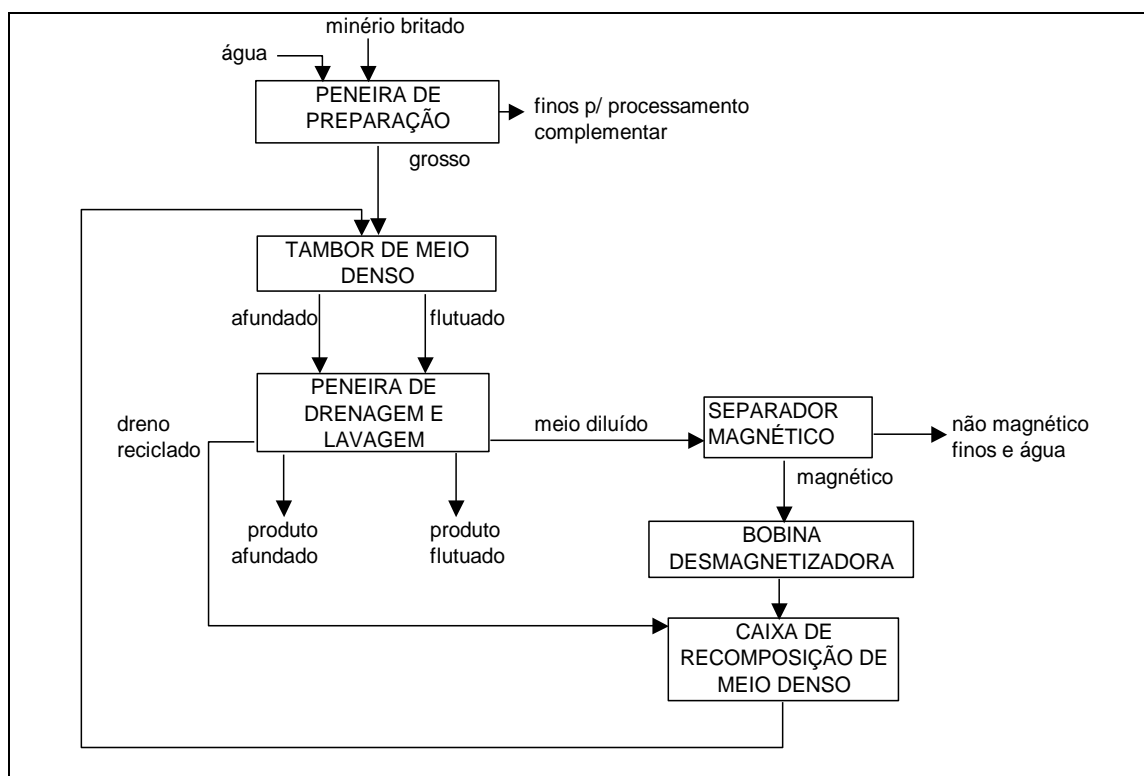 minério britado
água
PENEIRA DE
PREPARAÇÃO
finos p/ processamento
complementar
grosso
TAMBOR DE MEIO
DENSO
afundado
flutuado
PENEIRA DE
DRENAGEM E
LAVAGEM
dreno
reciclado
meio diluído
SEPARADOR
MAGNÉTICO
não magnético
finos e água
magnético
produto
afundado
produto
flutuado
BOBINA
DESMAGNETIZADORA
CAIXA DE
RECOMPOSIÇÃO DE
MEIO DENSO